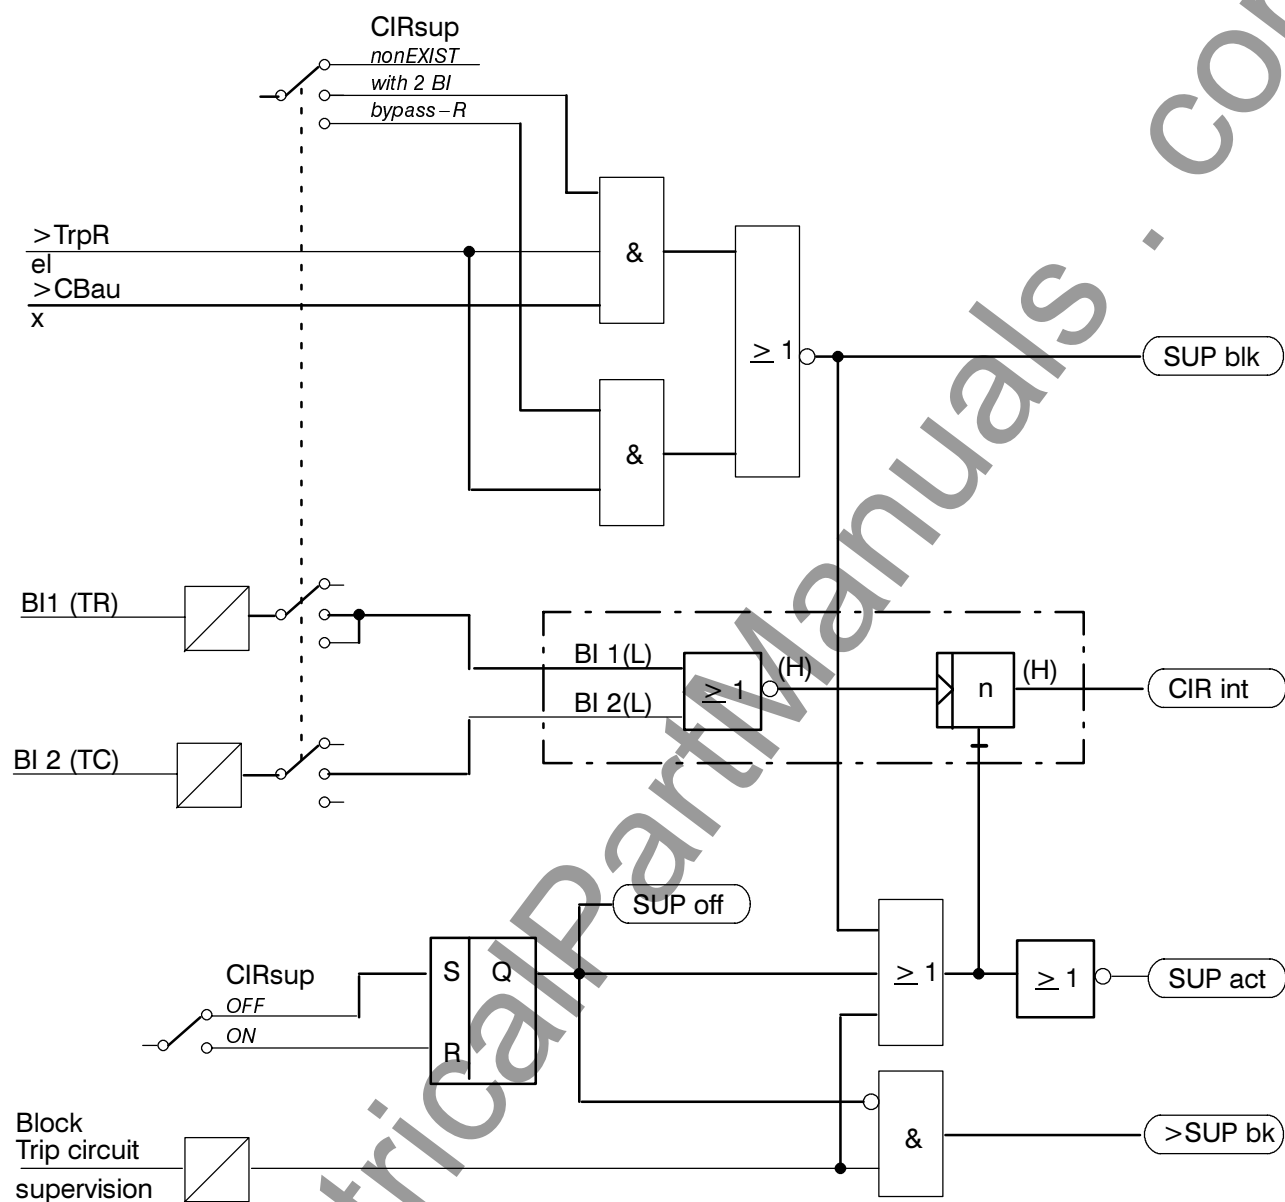 CIRsup
nonEXIST
with 2 BI
bypass–R
>TrpR
el
>CBau
x
&
≥ 1
SUP blk
&
BI1 (TR)
BI 1(L)
(H)
≥ 1
n
(H)
CIR int
BI 2(L)
BI 2 (TC)
SUP off
CIRsup
OFF
ON
S
Q
R
≥ 1
≥ 1
SUP act
Block
Trip circuit
supervision
&
>SUP bk
ctricalPartManuals . com